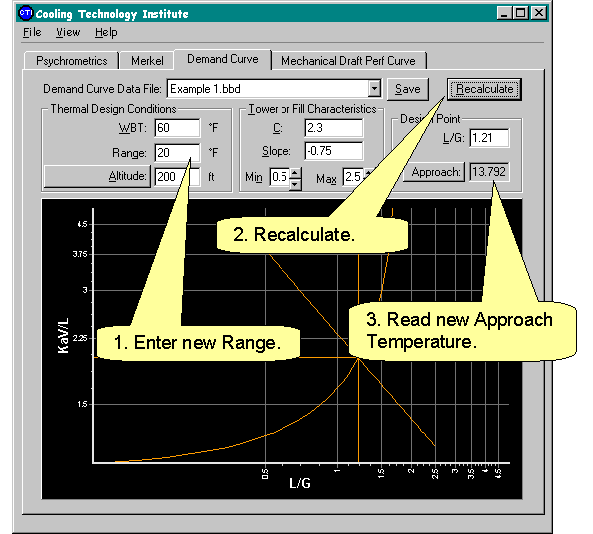 CTI Cooling Technology Institute
File View Help
Psychrometrics Merkel Demand Curve Mechanical Draft Perf Curve
Demand Curve Data File: Example 1.bbd Save Recalculate
Thermal Design Conditions
WBT: 60 °F
Range: 20 °F
Altitude: 200 ft
Tower or Fill Characteristics
C: 2.3
Slope: -0.75
Min 0.5 Max 2.5
Design Point
L/G: 1.21
Approach: 13.792
2. Recalculate.
1. Enter new Range.
3. Read new Approach
Temperature.
KaV/L
4.5
3.75
3
2.25
1.5
0.5 1 1.5 2 2.5 3 3.5 4 4.5
L/G